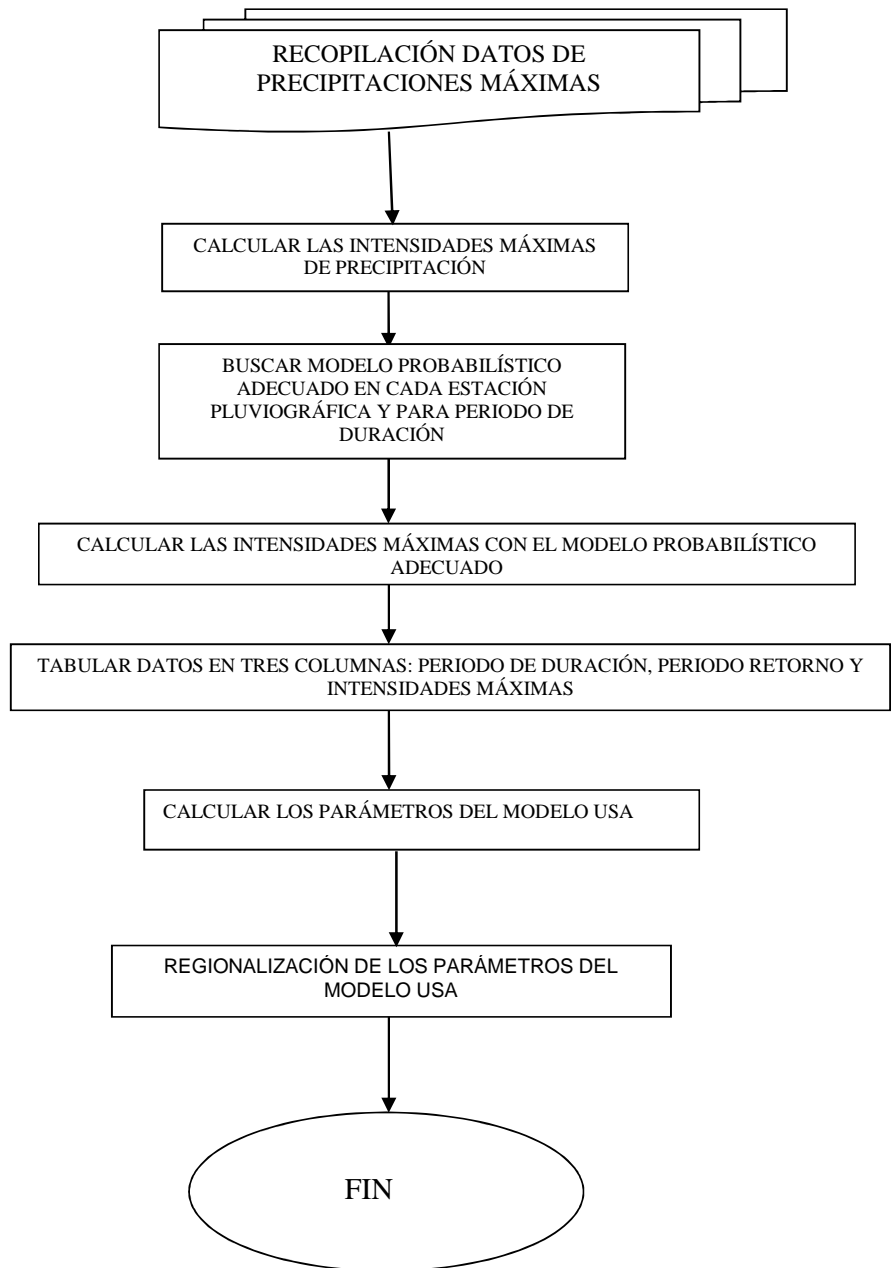 RECOPILACIÓN DATOS DE
PRECIPITACIONES MÁXIMAS
CALCULAR LAS INTENSIDADES MÁXIMAS
DE PRECIPITACIÓN
BUSCAR MODELO PROBABILÍSTICO
ADECUADO EN CADA ESTACIÓN
PLUVIOGRÁFICA Y PARA PERIODO DE
DURACIÓN
CALCULAR LAS INTENSIDADES MÁXIMAS CON EL MODELO PROBABILÍSTICO
ADECUADO
TABULAR DATOS EN TRES COLUMNAS: PERIODO DE DURACIÓN, PERIODO RETORNO Y
INTENSIDADES MÁXIMAS
CALCULAR LOS PARÁMETROS DEL MODELO USA
REGIONALIZACIÓN DE LOS PARÁMETROS DEL
MODELO USA
FIN